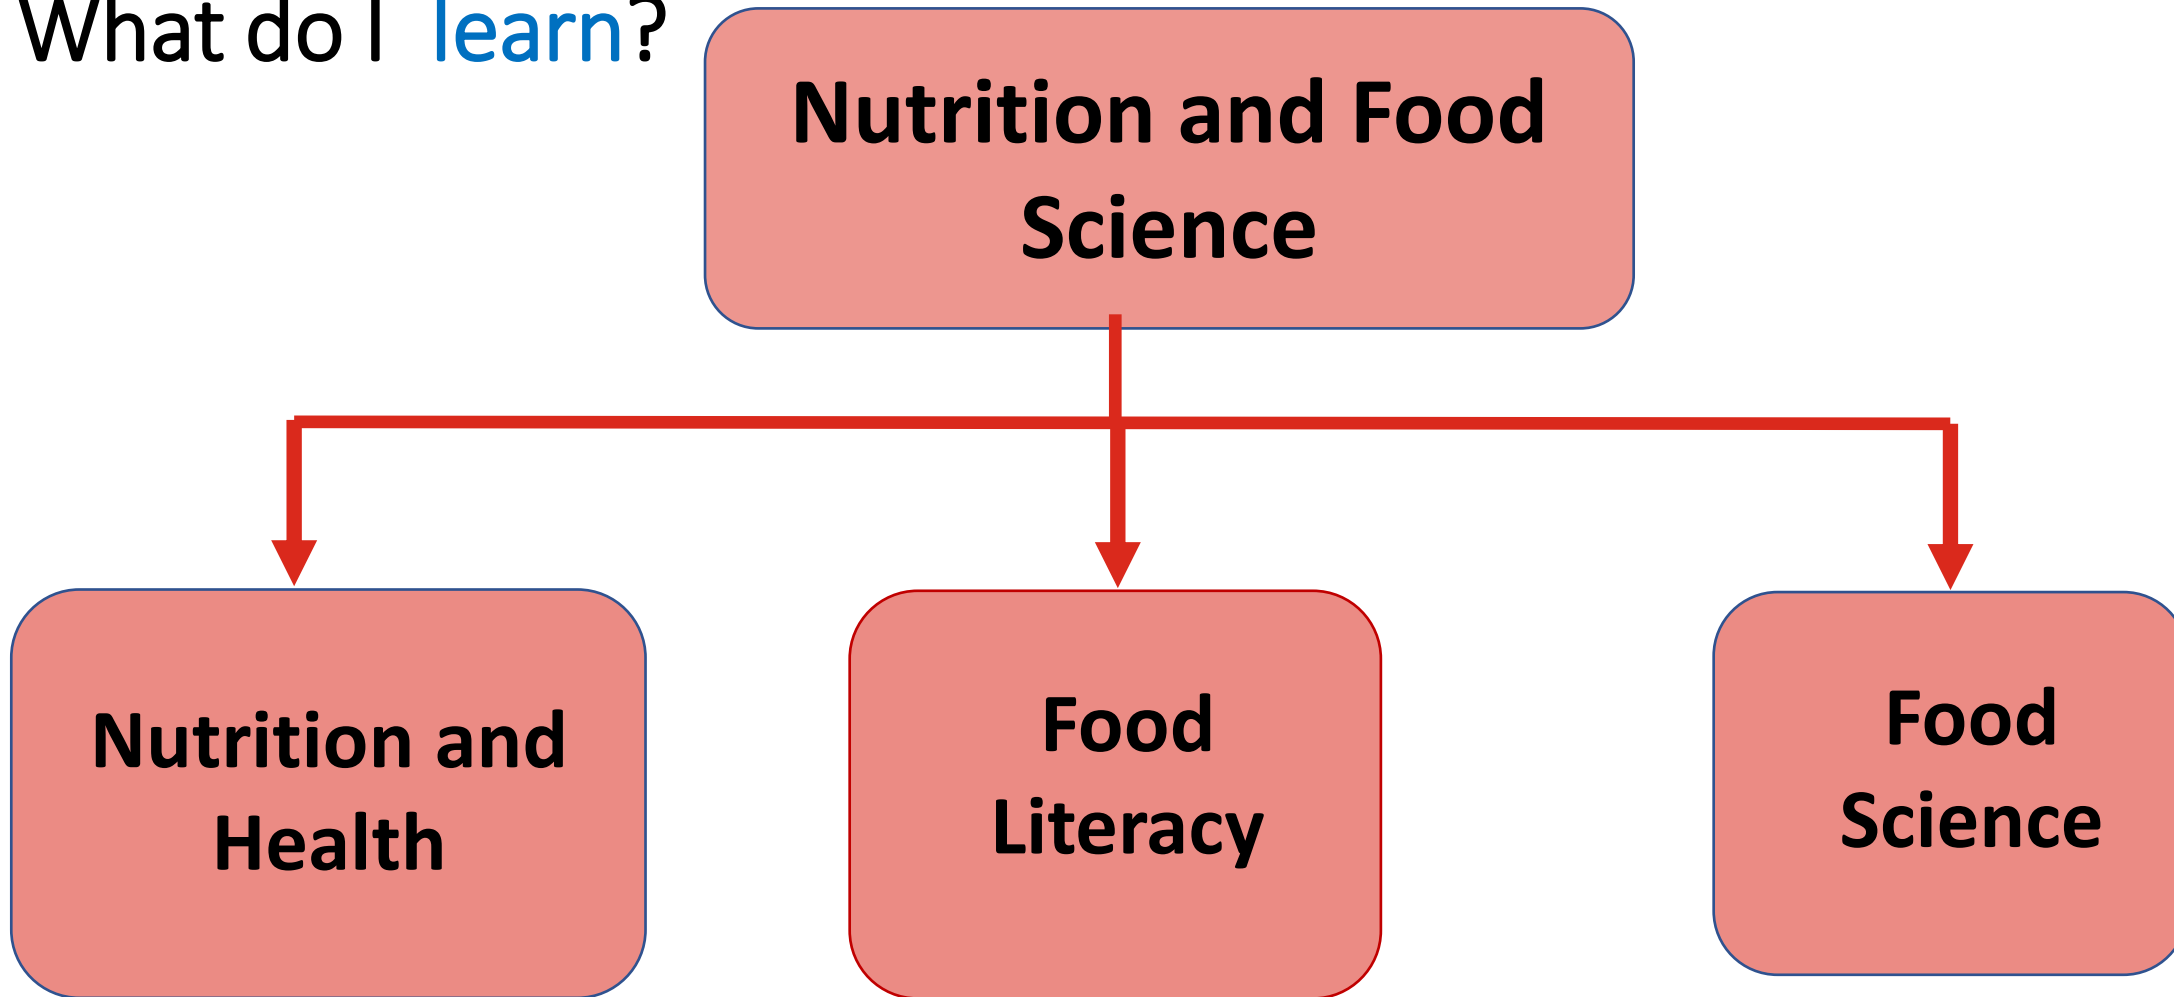 What do I learn?
Nutrition and Food
Science
Nutrition and
Health
Food
Literacy
Food
Science